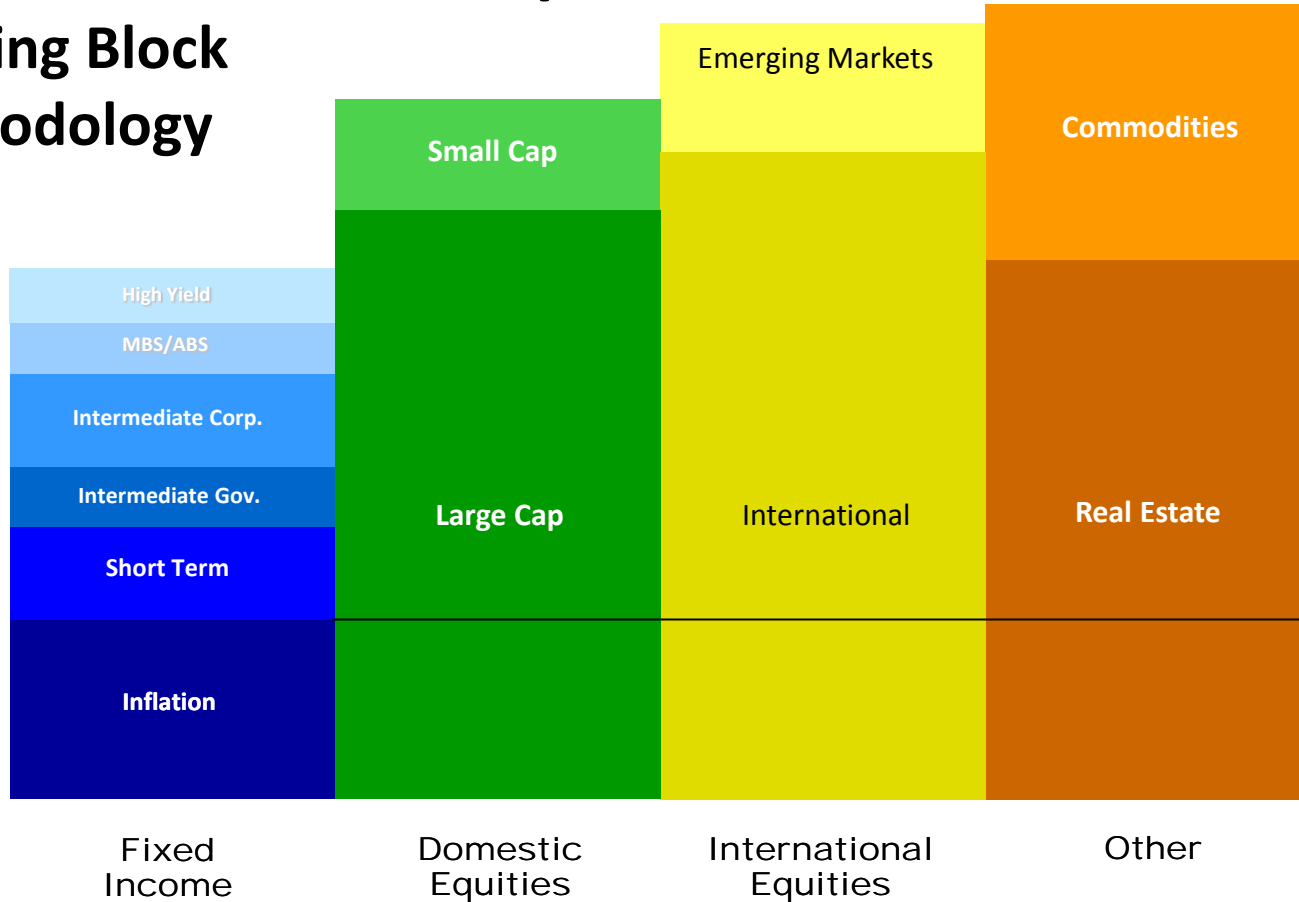 ing Block
odology
Emerging Markets
Commodities
Small Cap
High Yield
MBS/ABS
Intermediate Corp.
Intermediate Gov.
Large Cap
International
Real Estate
Short Term
Inflation
Fixed
Income
Domestic
Equities
International
Equities
Other